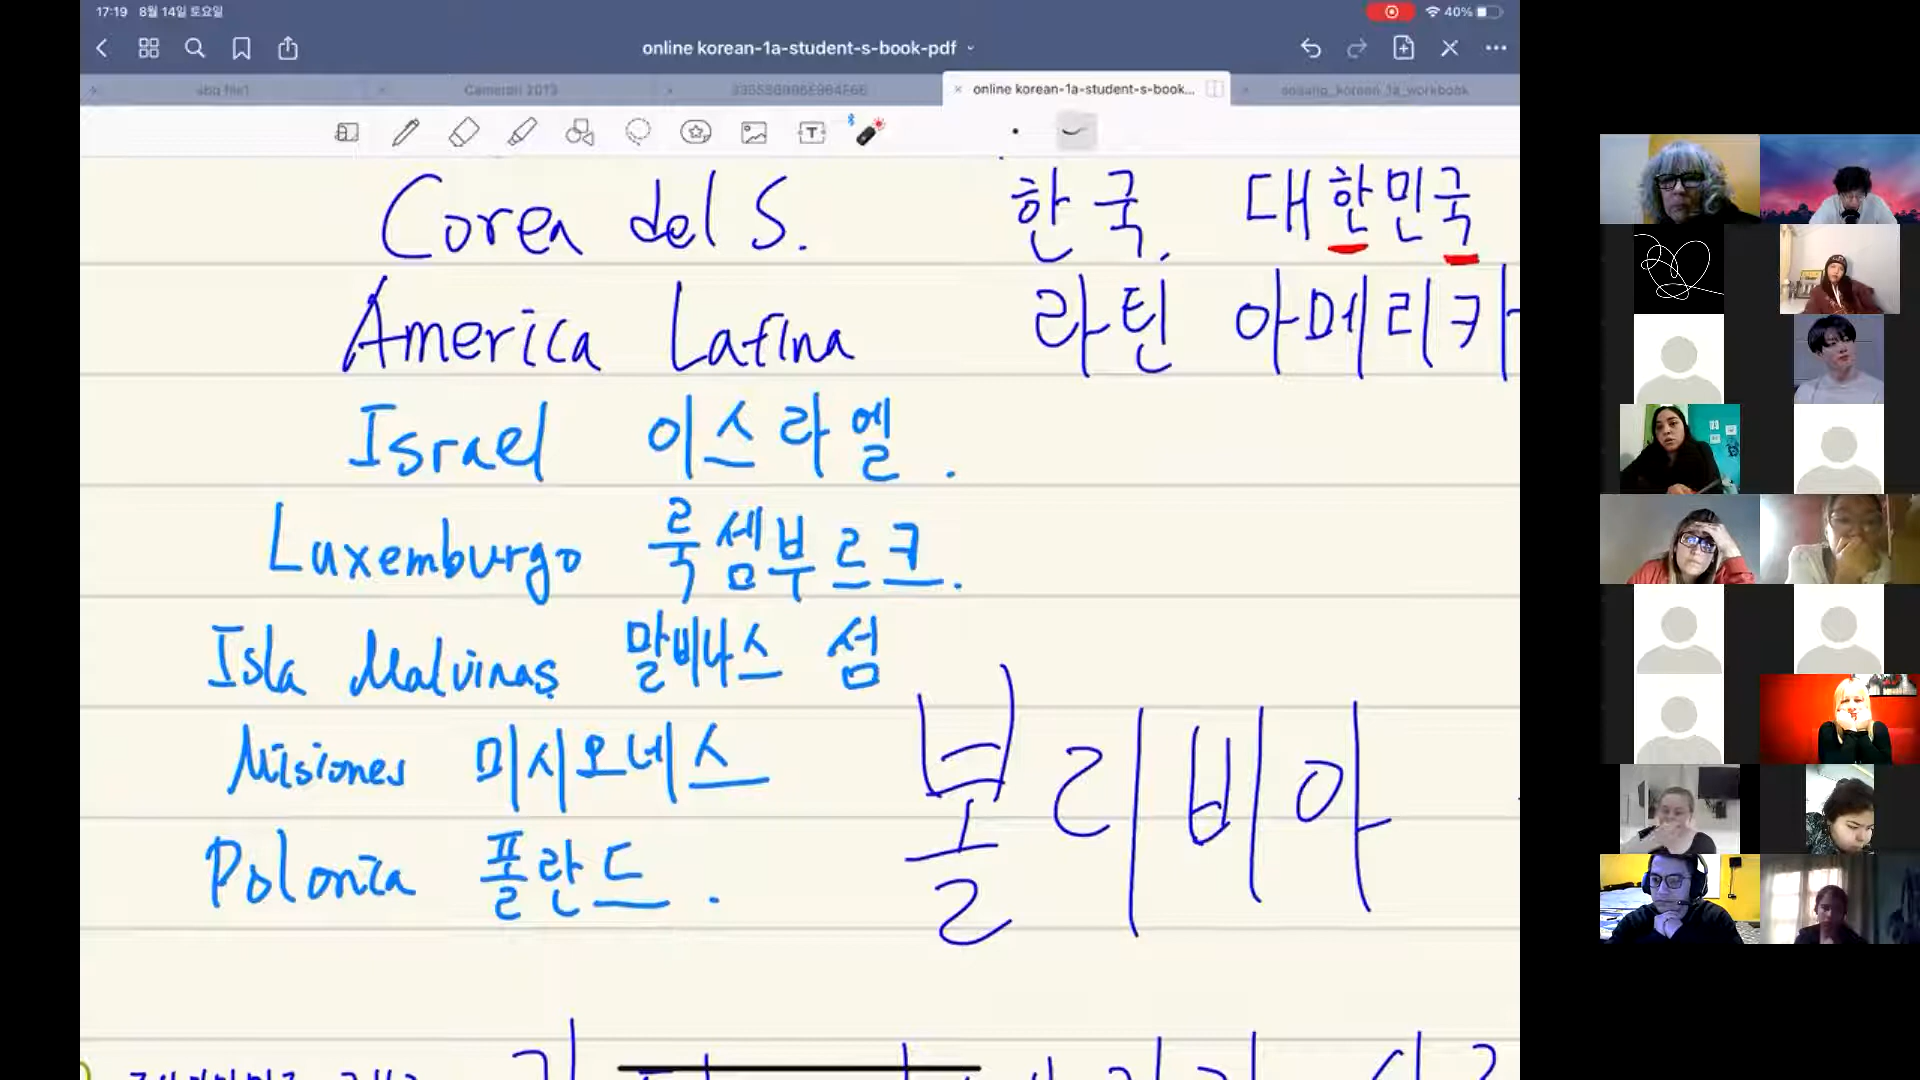 17:19 8월 14일 토요일 40%
online korean-1a-student-s-book-pdf
Cameron 2013 online korean-1a-student-s-book...
Corea del S. 한국, 대한민국
America Latina 라틴 아메리카
Israel 이스라엘.
Luxemburgo 룩셈부르크.
Isla Malvinas 말비나스 섬
Misiones 미시오네스
볼리비아
Polonia 폴란드.